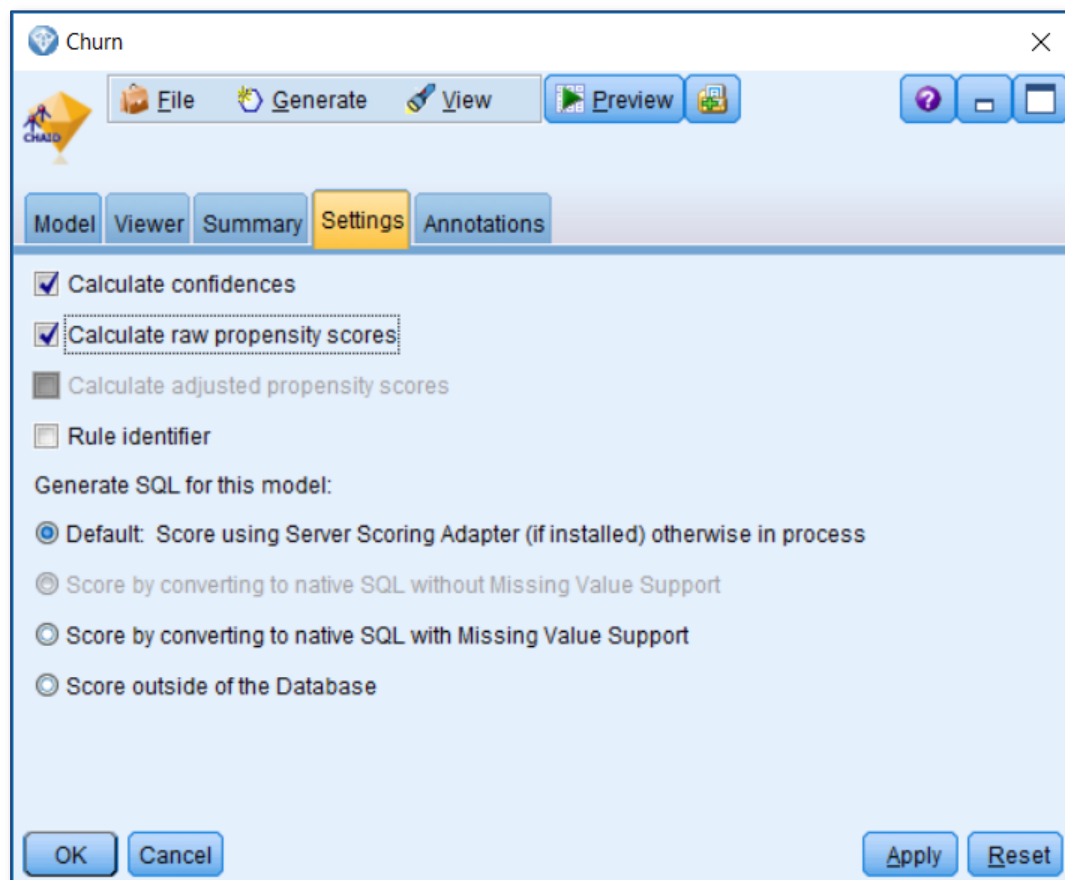 Churn
CHAID
File Generate View Preview
Model Viewer Summary Settings Annotations
Calculate confidences
Calculate raw propensity scores
Calculate adjusted propensity scores
Rule identifier
Generate SQL for this model:
Default: Score using Server Scoring Adapter (if installed) otherwise in process
Score by converting to native SQL without Missing Value Support
Score by converting to native SQL with Missing Value Support
Score outside of the Database
OK Cancel Apply Reset